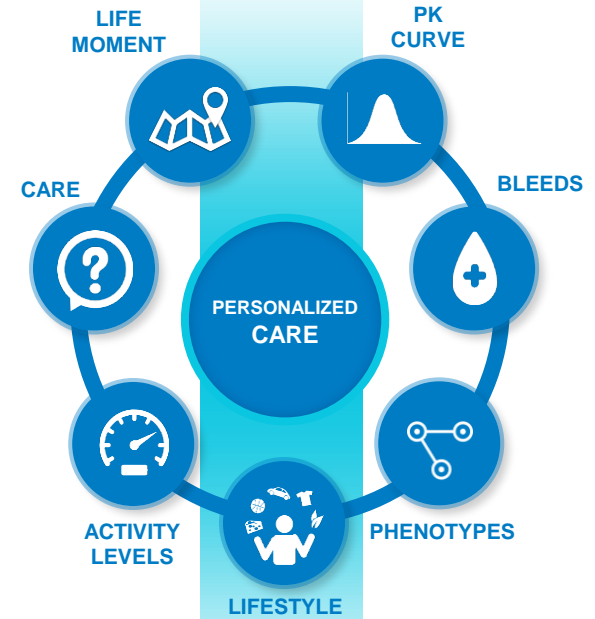 LIFE
MOMENT
PK
CURVE
CARE
BLEEDS
?
PERSONALIZED
CARE
ACTIVITY
LEVELS
PHENOTYPES
LIFESTYLE